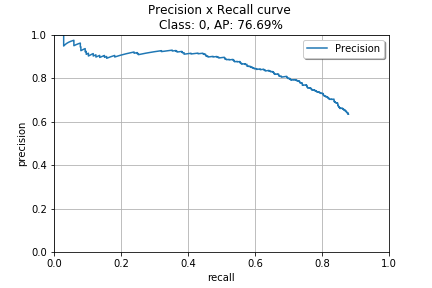 Precision x Recall curve
Class: 0, AP: 76.69%
Precision
1.0
0.8
0.6
0.4
0.2
0.0
precision
0.0 0.2 0.4 0.6 0.8 1.0
recall